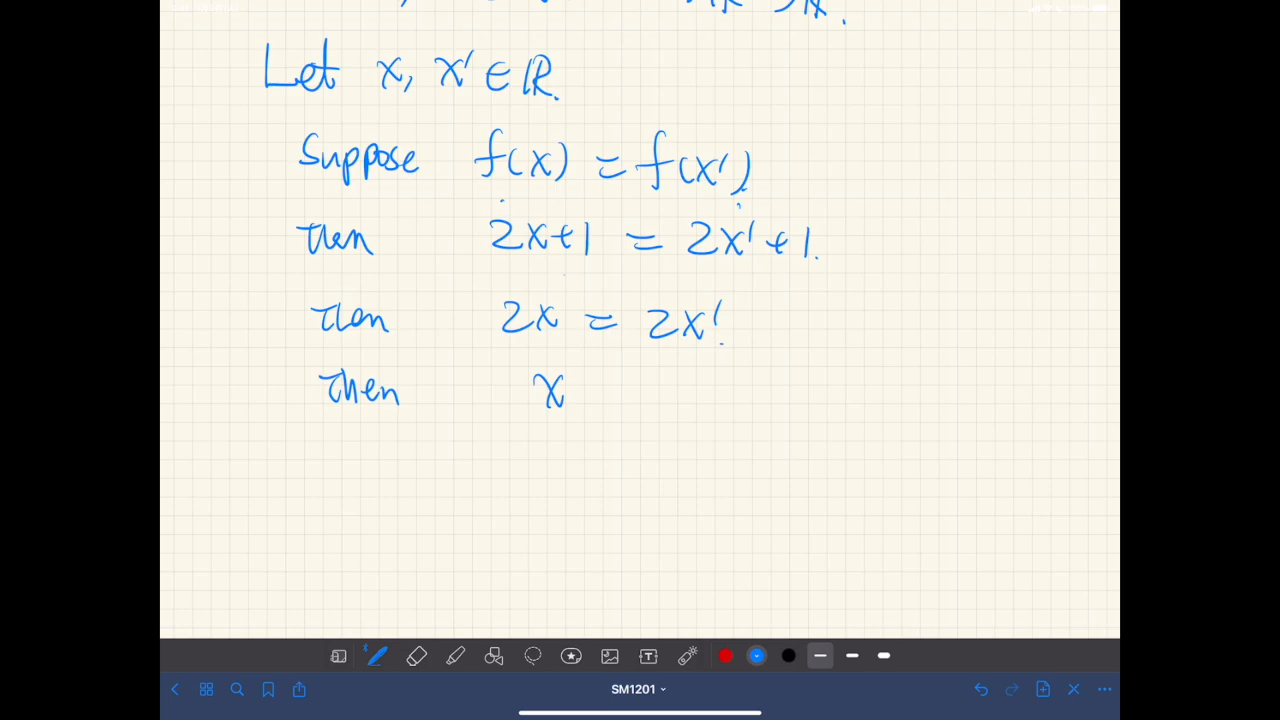 Let x, x' ∈ ℝ.
Suppose f(x) = f(x')
then 2x+1 = 2x'+1.
then 2x = 2x'
then x
SM1201